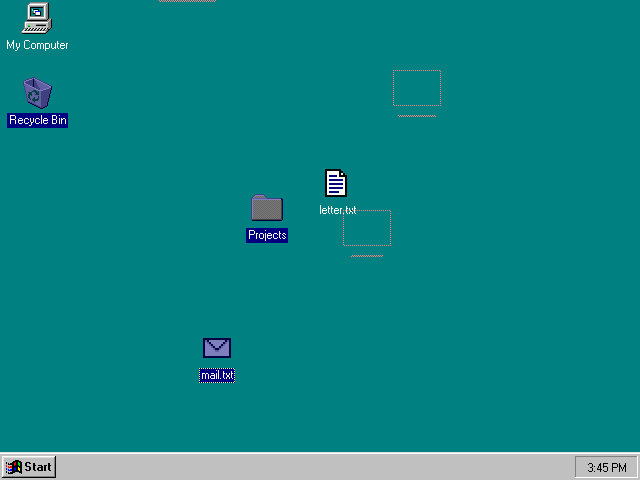 My Computer
Recycle Bin
letter.txt
Projects
mail.txt
Start
3:45 PM